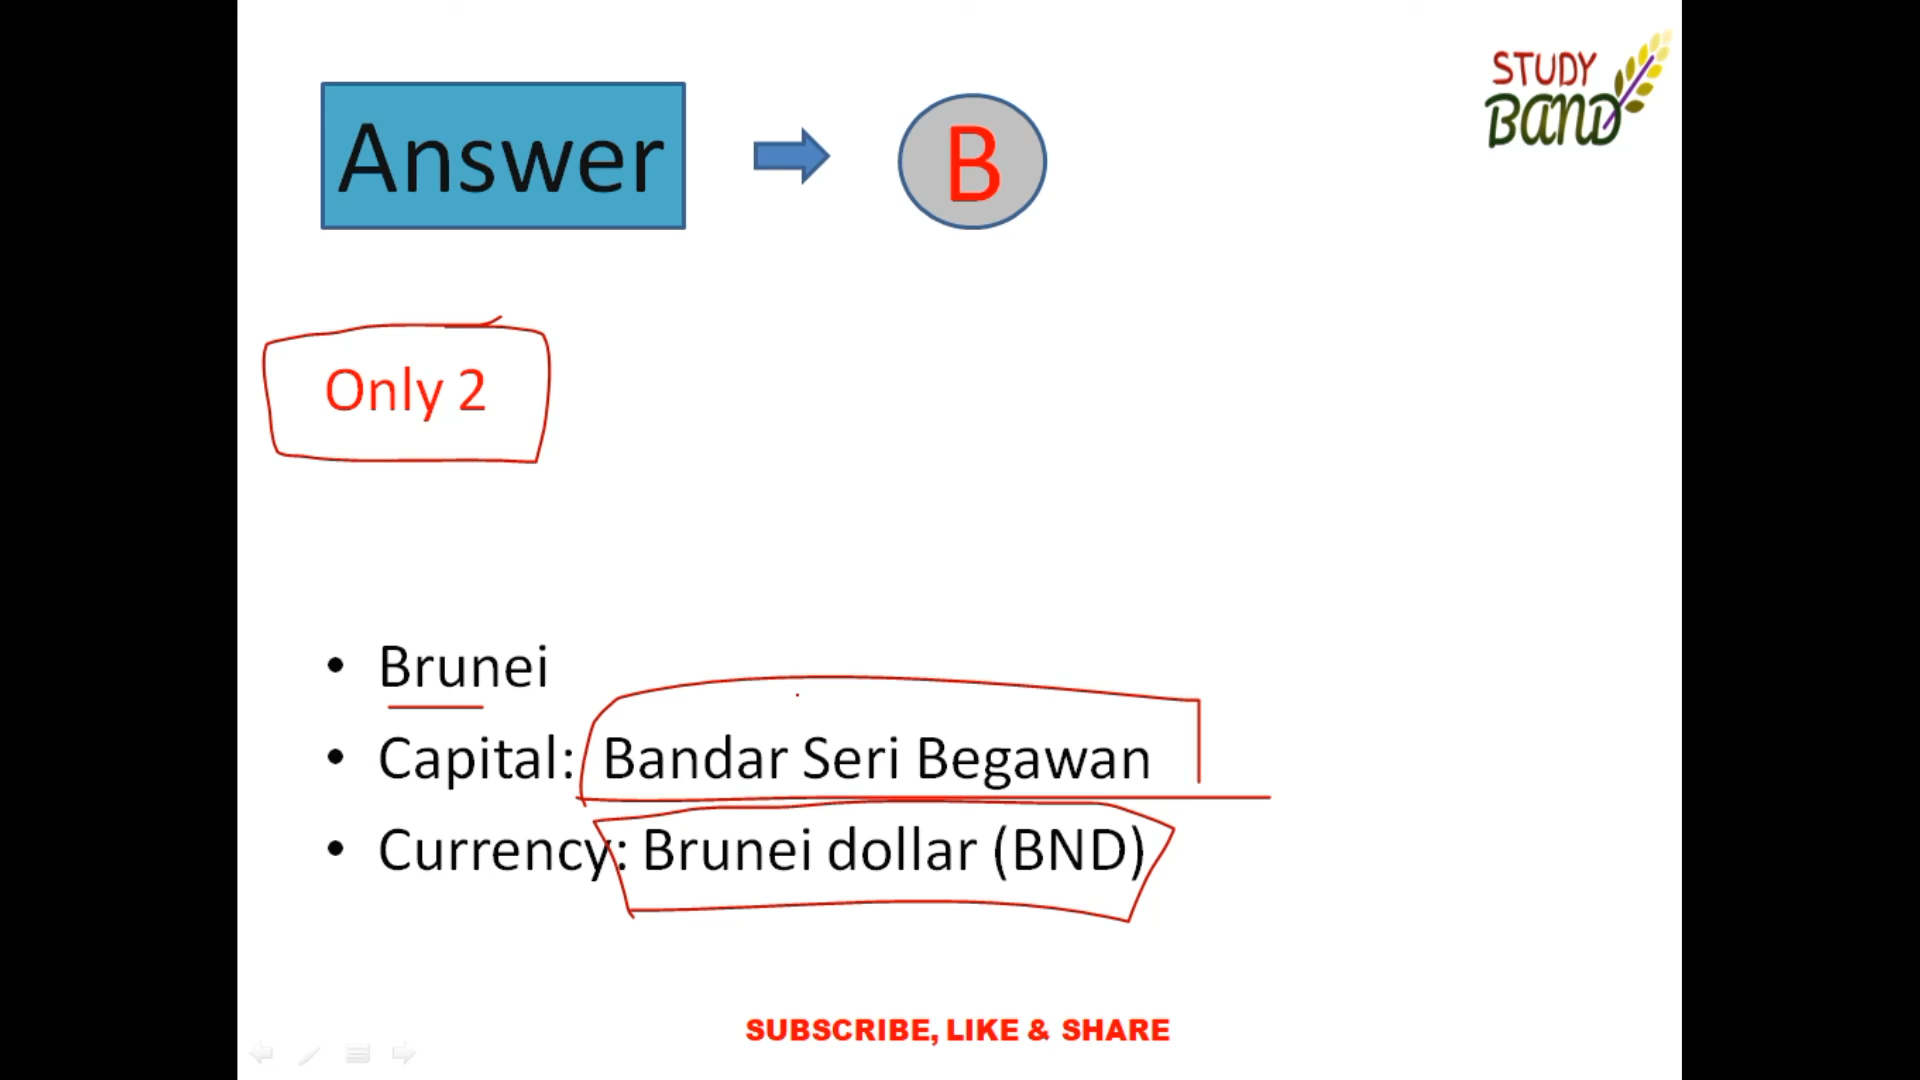 STUDY
BAND
Answer
B
Only 2
• Brunei
• Capital: Bandar Seri Begawan
• Currency: Brunei dollar (BND)
SUBSCRIBE, LIKE & SHARE